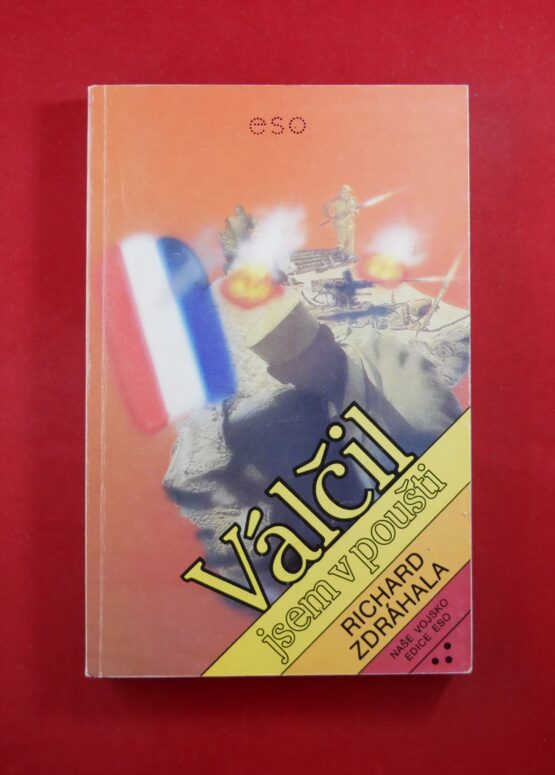 eso
Válčil
jsem v poušti
RICHARD
ZDRÁHALA
NAŠE VOJSKO
EDICE ESO